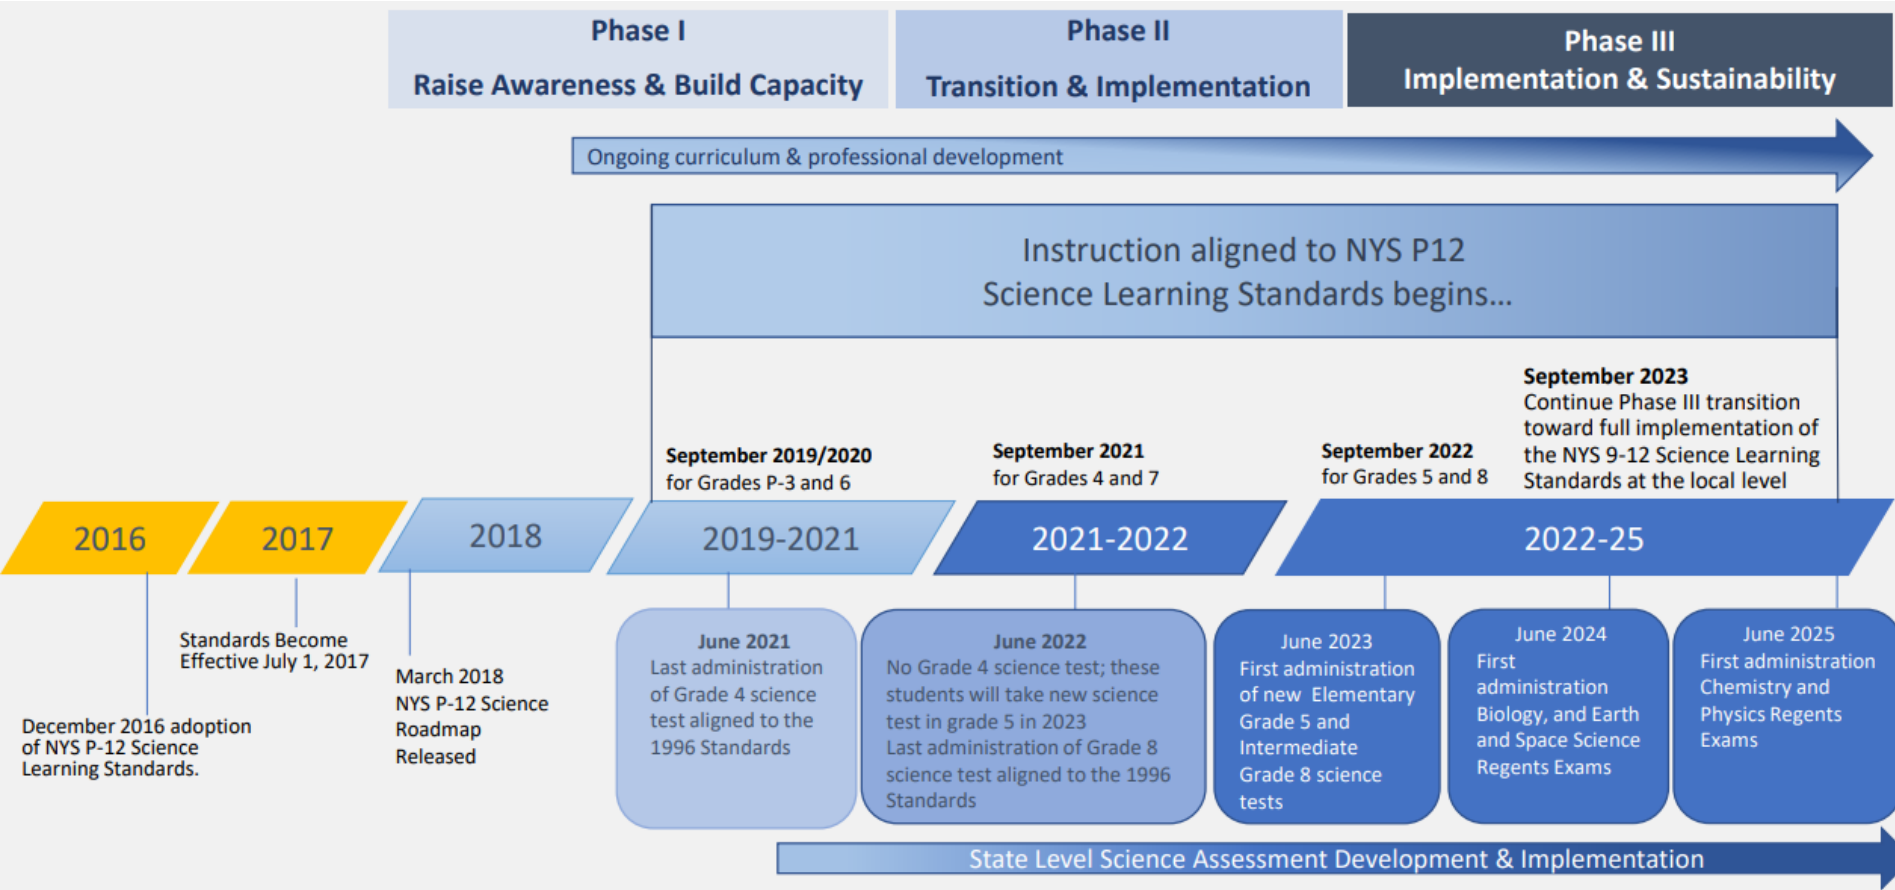 Phase I
Raise Awareness & Build Capacity
Phase II
Transition & Implementation
Phase III
Implementation & Sustainability
Ongoing curriculum & professional development
Instruction aligned to NYS P12
Science Learning Standards begins...
September 2019/2020
for Grades P-3 and 6
September 2021
for Grades 4 and 7
September 2022
for Grades 5 and 8
September 2023
Continue Phase III transition
toward full implementation of
the NYS 9-12 Science Learning
Standards at the local level
2016
2017
2018
2019-2021
2021-2022
2022-25
December 2016 adoption
of NYS P-12 Science
Learning Standards.
Standards Become
Effective July 1, 2017
March 2018
NYS P-12 Science
Roadmap
Released
June 2021
Last administration
of Grade 4 science
test aligned to the
1996 Standards
June 2022
No Grade 4 science test; these
students will take new science
test in grade 5 in 2023
Last administration of Grade 8
science test aligned to the 1996
Standards
June 2023
First administration
of new Elementary
Grade 5 and
Intermediate
Grade 8 science
tests
June 2024
First
administration
Biology, and Earth
and Space Science
Regents Exams
June 2025
First administration
Chemistry and
Physics Regents
Exams
State Level Science Assessment Development & Implementation